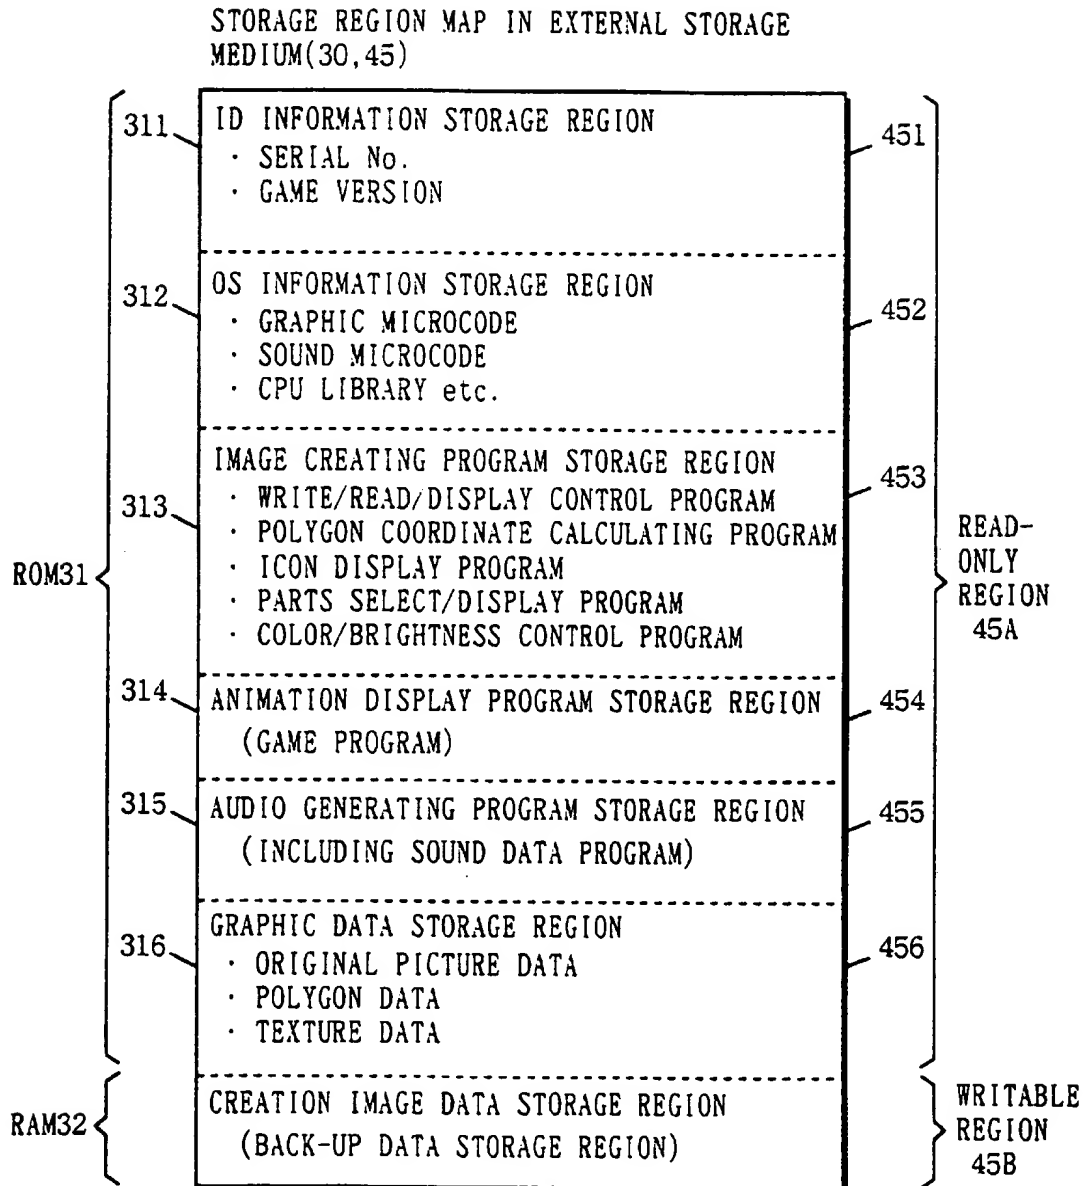 STORAGE REGION MAP IN EXTERNAL STORAGE
MEDIUM(30,45)
311
ID INFORMATION STORAGE REGION
· SERIAL No.
· GAME VERSION
451
312
OS INFORMATION STORAGE REGION
· GRAPHIC MICROCODE
· SOUND MICROCODE
· CPU LIBRARY etc.
452
313
IMAGE CREATING PROGRAM STORAGE REGION
· WRITE/READ/DISPLAY CONTROL PROGRAM
· POLYGON COORDINATE CALCULATING PROGRAM
· ICON DISPLAY PROGRAM
· PARTS SELECT/DISPLAY PROGRAM
· COLOR/BRIGHTNESS CONTROL PROGRAM
453
ROM31
READ-
ONLY
REGION
45A
314
ANIMATION DISPLAY PROGRAM STORAGE REGION
(GAME PROGRAM)
454
315
AUDIO GENERATING PROGRAM STORAGE REGION
(INCLUDING SOUND DATA PROGRAM)
455
316
GRAPHIC DATA STORAGE REGION
· ORIGINAL PICTURE DATA
· POLYGON DATA
· TEXTURE DATA
456
RAM32
CREATION IMAGE DATA STORAGE REGION
(BACK-UP DATA STORAGE REGION)
WRITABLE
REGION
45B